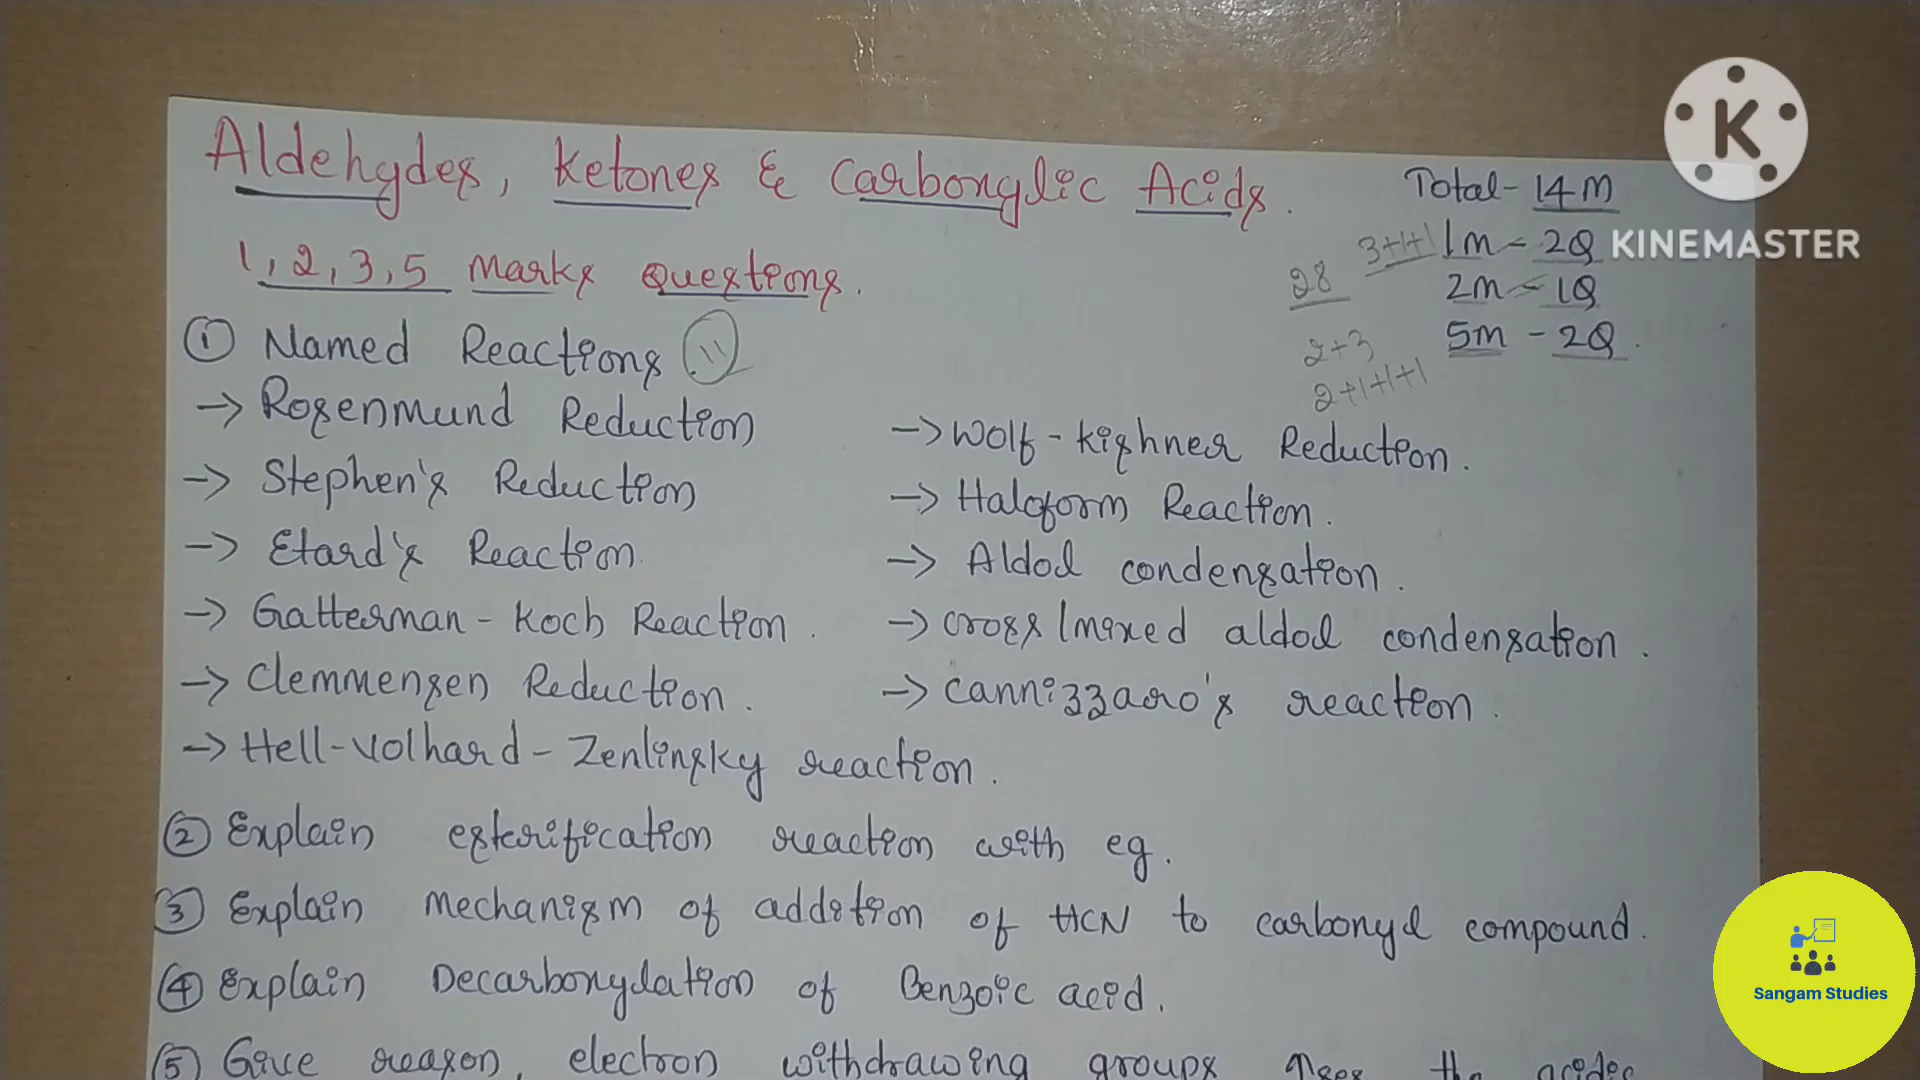 Aldehydes, Ketones & Carboxylic Acids.
Total - 14M
1, 2, 3, 5 Marks Questions.
3+1+1 1m - 2Q
28 2m - 1Q
2+3 5m - 2Q.
2+1+1+1
① Named Reactions 11
→ Rosenmund Reduction
→ Stephen's Reduction
→ Etard's Reaction.
→ Gatterman - Koch Reaction.
→ Clemmensen Reduction.
→ Hell-Volhard-Zenlinsky reaction.
→ Wolf-Kishner Reduction.
→ Haloform Reaction.
→ Aldol condensation.
→ cross/mixed aldol condensation.
→ cannizzaro's reaction.
② Explain esterification reaction with eg.
③ Explain mechanism of addition of HCN to carbonyl compound.
④ Explain Decarboxylation of Benzoic acid.
⑤ Give reason, electron withdrawing groups the acidic
K
KINEMASTER
Sangam Studies